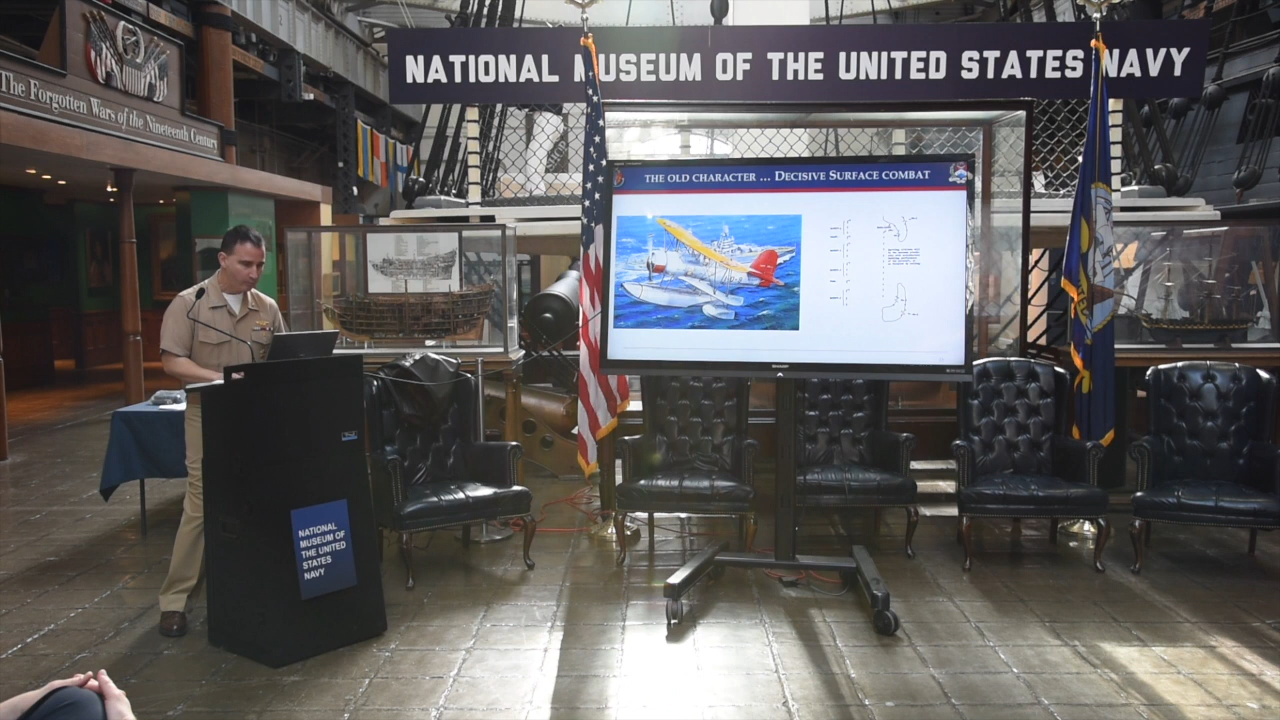 NATIONAL MUSEUM OF THE UNITED STATES NAVY
The Forgotten Wars of the Nineteenth Century
THE OLD CHARACTER ... DECISIVE SURFACE COMBAT
SHARP
NATIONAL
MUSEUM OF
THE UNITED
STATES
NAVY